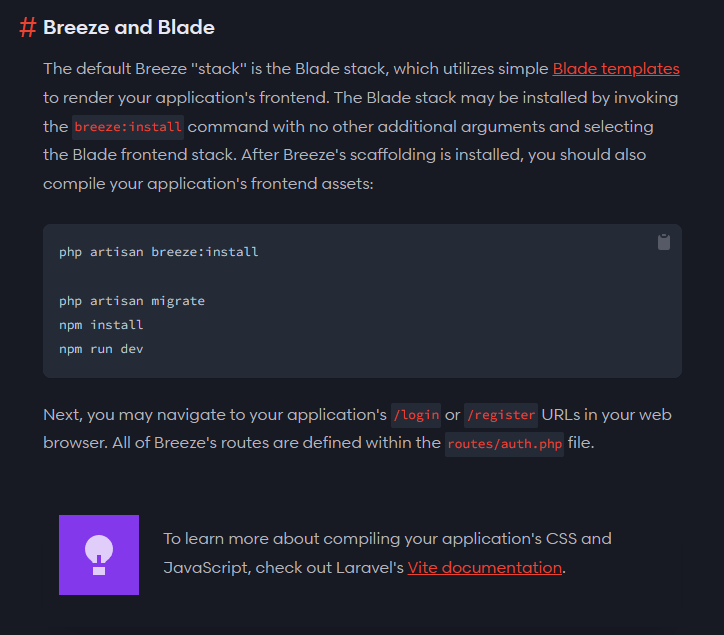 # Breeze and Blade
The default Breeze "stack" is the Blade stack, which utilizes simple Blade templates
to render your application's frontend. The Blade stack may be installed by invoking
the breeze:install command with no other additional arguments and selecting
the Blade frontend stack. After Breeze's scaffolding is installed, you should also
compile your application's frontend assets:
php artisan breeze:install
php artisan migrate
npm install
npm run dev
Next, you may navigate to your application's /login or /register URLs in your web
browser. All of Breeze's routes are defined within the routes/auth.php file.
To learn more about compiling your application's CSS and
JavaScript, check out Laravel's Vite documentation.